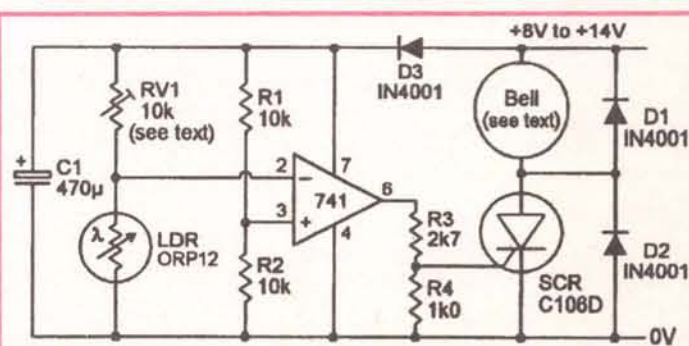 +8V to +14V
D3
IN4001
RV1
10k
(see text)
R1
10k
Bell
(see text)
D1
IN4001
+
C1
470µ
2
−
7
741
6
3
+
4
λ
LDR
ORP12
R2
10k
R3
2k7
R4
1k0
SCR
C106D
D2
IN4001
0V